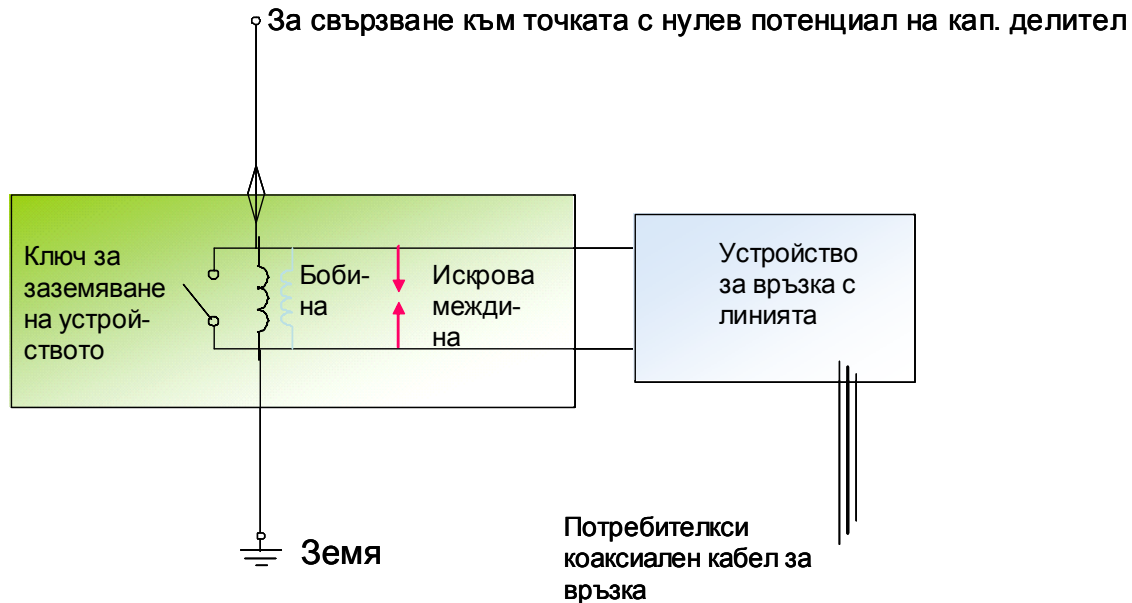 За свързване към точката с нулев потенциал на кап. делител
Ключ за
заземяване
на устрой-
ството
Боби-
на
Искрова
межди-
на
Устройство
за връзка с
линията
Земя
Потребителкси
коаксиален кабел за
връзка